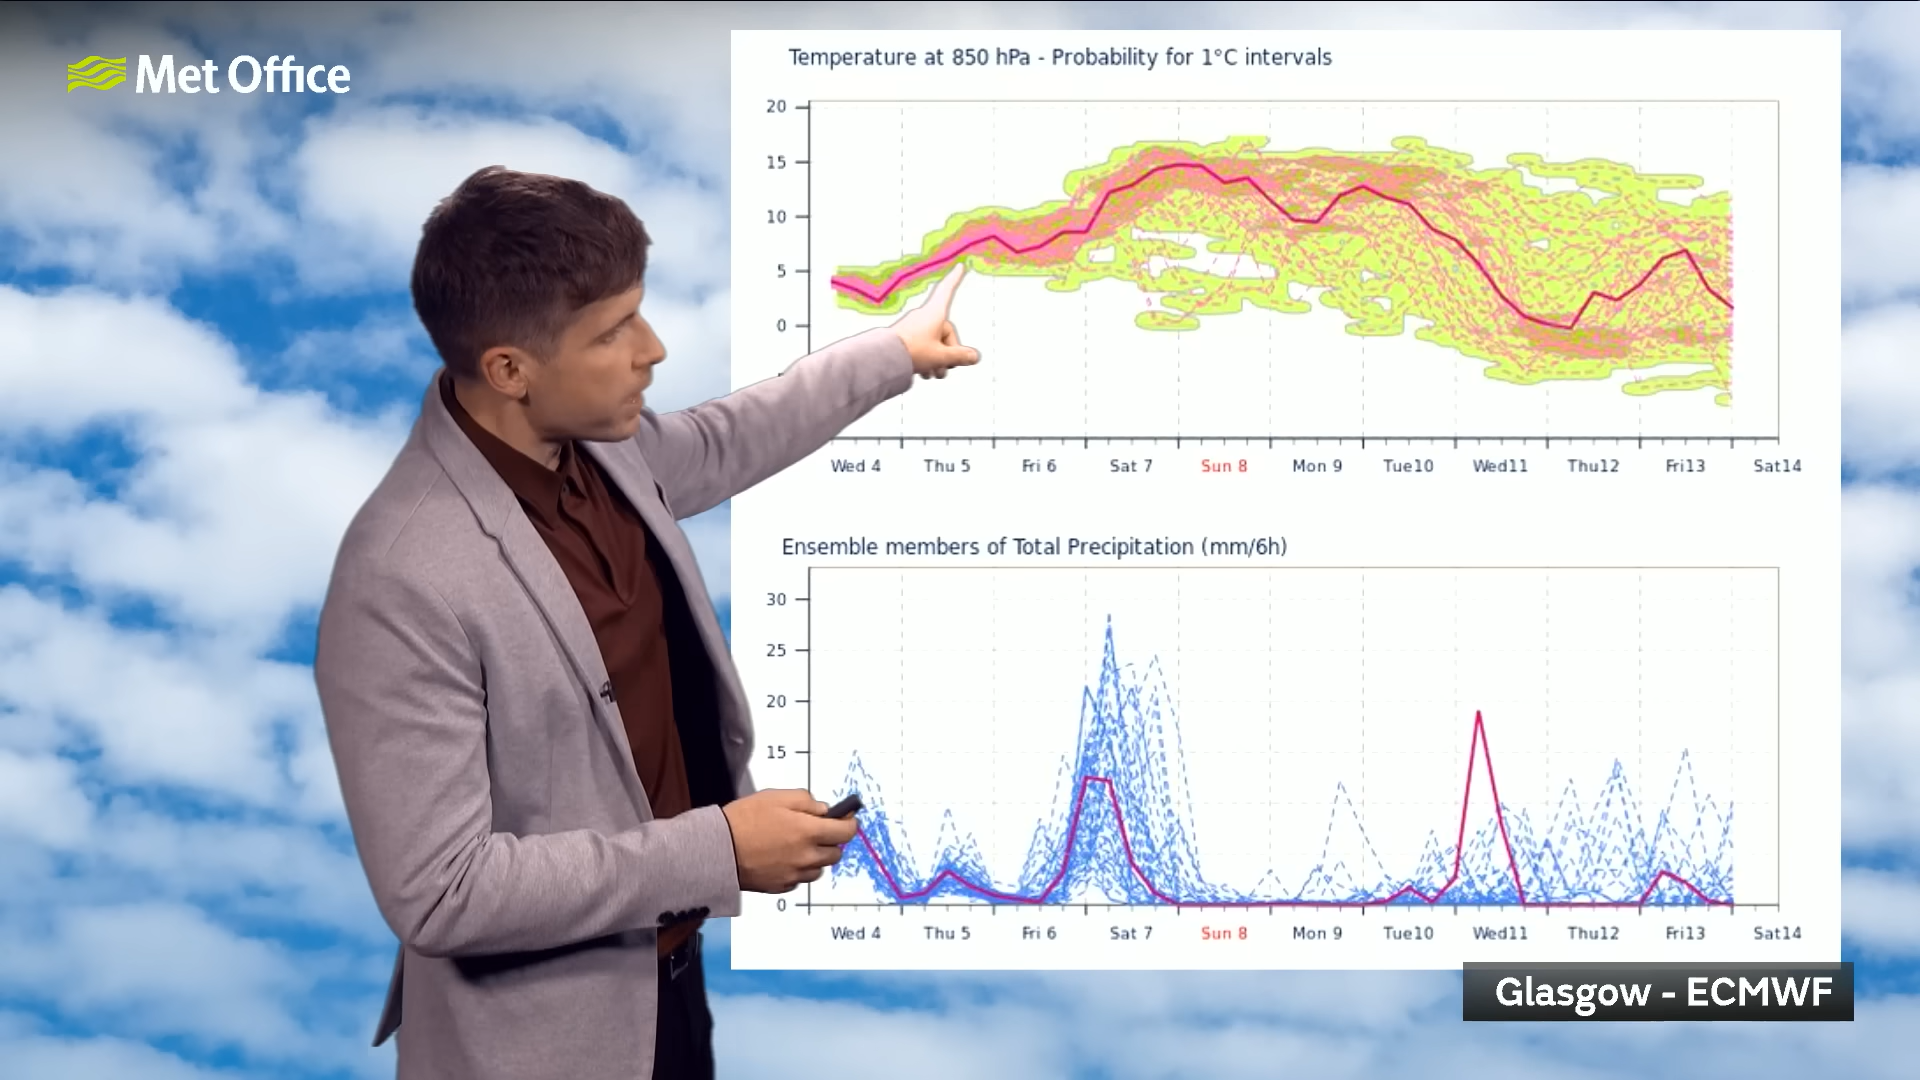 Met Office
Temperature at 850 hPa - Probability for 1°C intervals
20
15
10
5
0
Wed 4 Thu 5 Fri 6 Sat 7 Sun 8 Mon 9 Tue10 Wed11 Thu12 Fri13 Sat14
Ensemble members of Total Precipitation (mm/6h)
30
25
20
15
0
Wed 4 Thu 5 Fri 6 Sat 7 Sun 8 Mon 9 Tue10 Wed11 Thu12 Fri13 Sat14
Glasgow - ECMWF